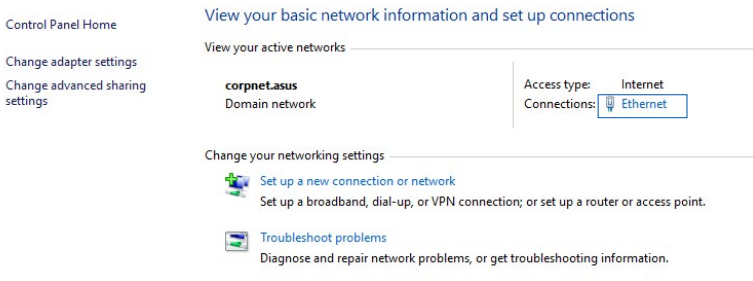 Control Panel Home
Change adapter settings
Change advanced sharing
settings
View your basic network information and set up connections
View your active networks
corpnet.asus
Domain network
Access type: Internet
Connections: Ethernet
Change your networking settings
Set up a new connection or network
Set up a broadband, dial-up, or VPN connection; or set up a router or access point.
Troubleshoot problems
Diagnose and repair network problems, or get troubleshooting information.